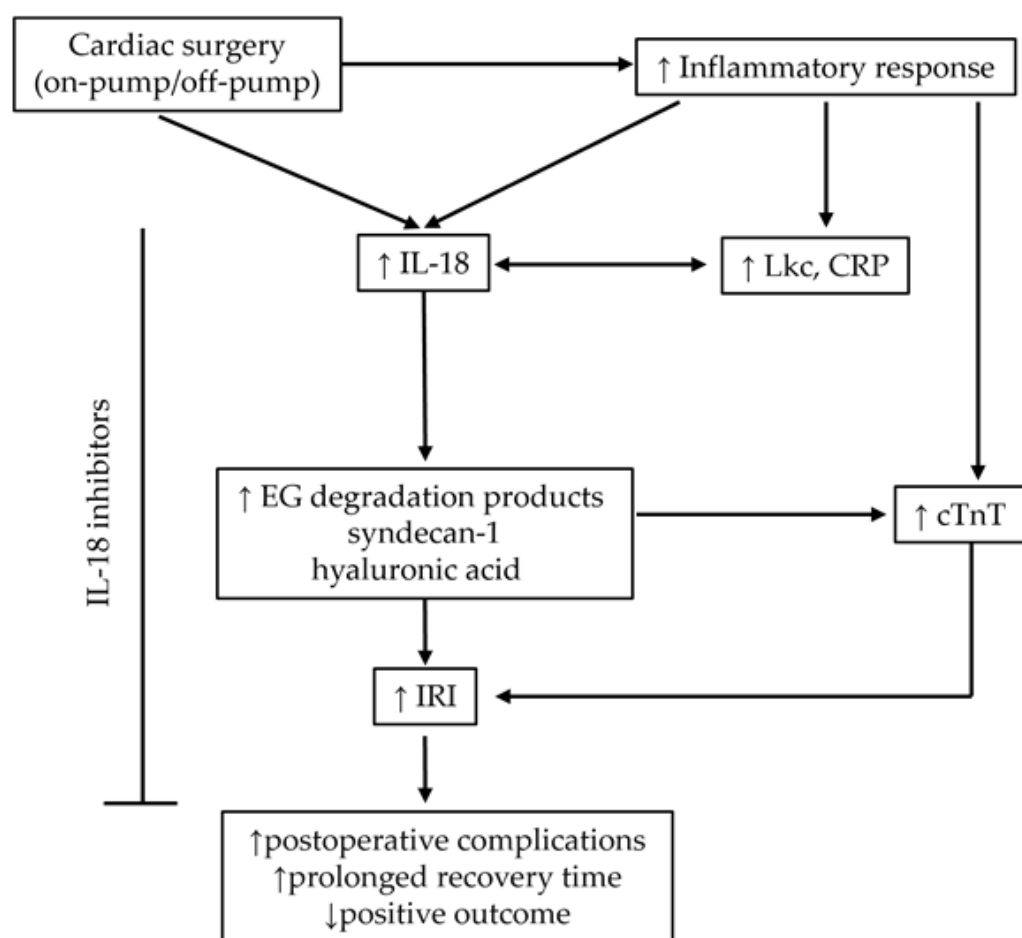 Cardiac surgery
(on-pump/off-pump)
↑ Inflammatory response
↑ IL-18
↑ Lkc, CRP
IL-18 inhibitors
↑ EG degradation products
syndecan-1
hyaluronic acid
↑ cTnT
↑ IRI
↑postoperative complications
↑prolonged recovery time
↓positive outcome